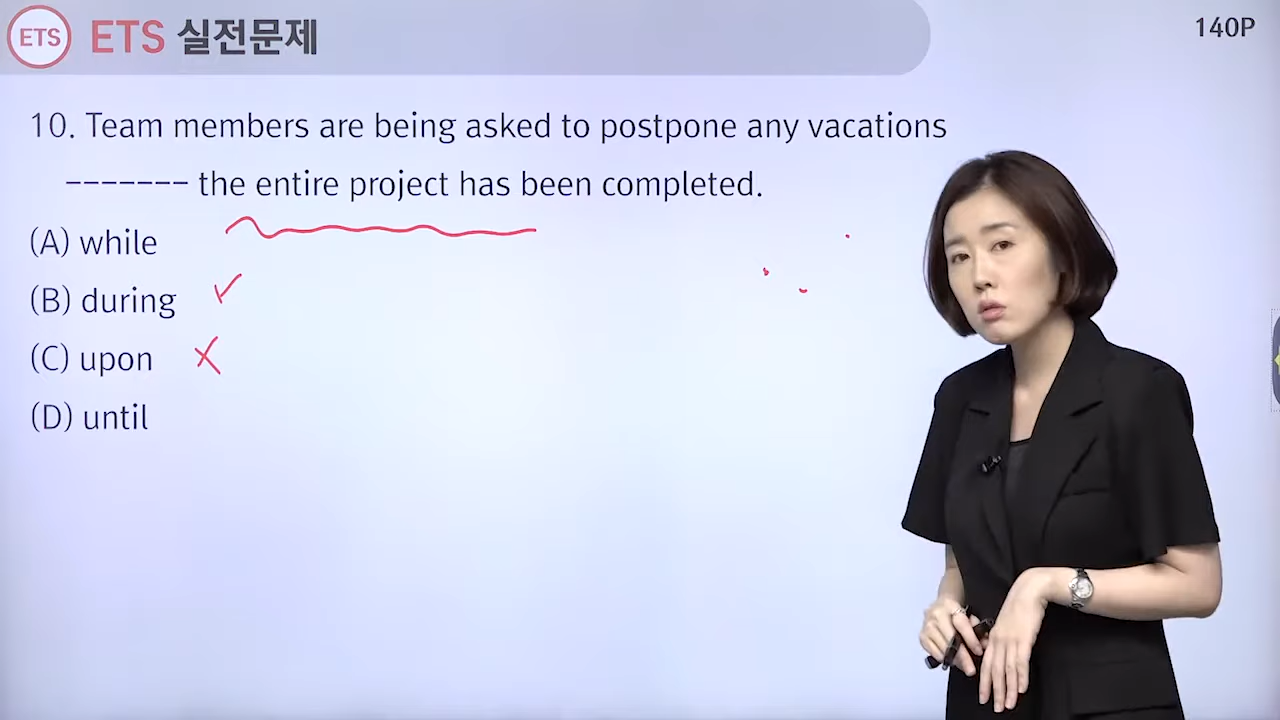 ETS ETS 실전문제
140P
10. Team members are being asked to postpone any vacations
------- the entire project has been completed.
(A) while
(B) during
(C) upon
(D) until